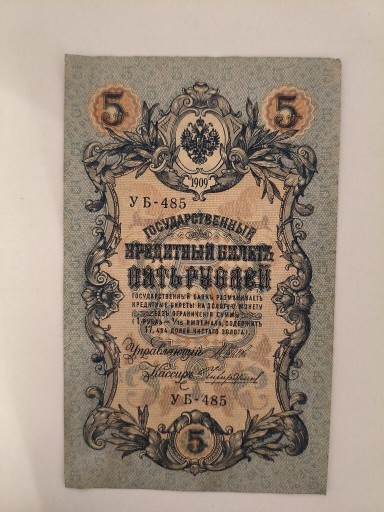 5 5
1909
УБ-485
ГОСУДАРСТВЕННЫЙ
КРЕДИТНЫЙ БИЛЕТЪ
ПЯТЬ РУБЛЕЙ
ГОСУДАРСТВЕННЫЙ БАНКЪ РАЗМѢНИВАЕТЪ
КРЕДИТНЫЕ БИЛЕТЫ НА ЗОЛОТУЮ МОНЕТУ
БЕЗЪ ОГРАНИЧЕНІЯ СУММЫ
(1 РУБЛЬ = 1/15 ИМПЕРІАЛА, СОДЕРЖИТЪ
17,424 ДОЛЕЙ ЧИСТАГО ЗОЛОТА).
Управляющій
Кассиръ
УБ-485
5